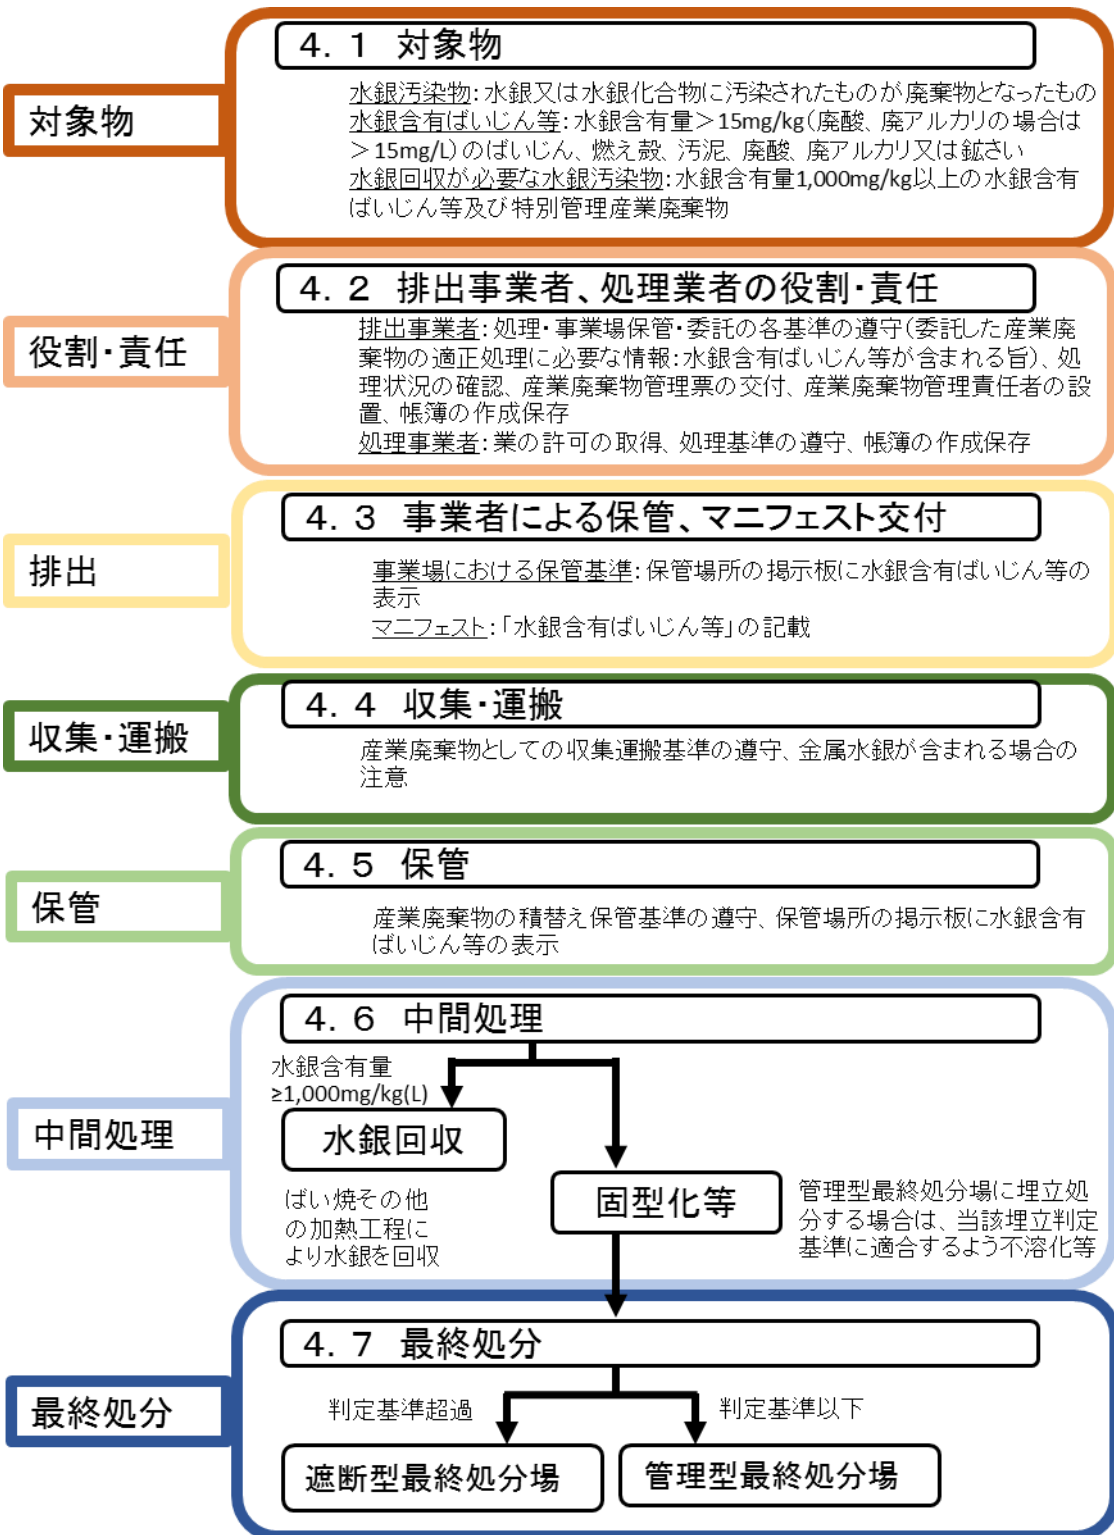 対象物
4．1 対象物
水銀汚染物：水銀又は水銀化合物に汚染されたものが廃棄物となったもの
水銀含有ばいじん等：水銀含有量＞15mg/kg（廃酸、廃アルカリの場合は
＞15mg/L）のばいじん、燃え殻、汚泥、廃酸、廃アルカリ又は鉱さい
水銀回収が必要な水銀汚染物：水銀含有量1,000mg/kg以上の水銀含有
ばいじん等及び特別管理産業廃棄物
役割・責任
4．2 排出事業者、処理業者の役割・責任
排出事業者：処理・事業場保管・委託の各基準の遵守（委託した産業廃
棄物の適正処理に必要な情報：水銀含有ばいじん等が含まれる旨）、処
理状況の確認、産業廃棄物管理票の交付、産業廃棄物管理責任者の設
置、帳簿の作成保存
処理事業者：業の許可の取得、処理基準の遵守、帳簿の作成保存
排出
4．3 事業者による保管、マニフェスト交付
事業場における保管基準：保管場所の掲示板に水銀含有ばいじん等の
表示
マニフェスト：「水銀含有ばいじん等」の記載
収集・運搬
4．4 収集・運搬
産業廃棄物としての収集運搬基準の遵守、金属水銀が含まれる場合の
注意
保管
4．5 保管
産業廃棄物の積替え保管基準の遵守、保管場所の掲示板に水銀含有
ばいじん等の表示
中間処理
4．6 中間処理
水銀含有量
≥1,000mg/kg(L)
水銀回収
ばい焼その他
の加熱工程に
より水銀を回収
固型化等
管理型最終処分場に埋立処
分する場合は、当該埋立判定
基準に適合するよう不溶化等
最終処分
4．7 最終処分
判定基準超過
判定基準以下
遮断型最終処分場
管理型最終処分場